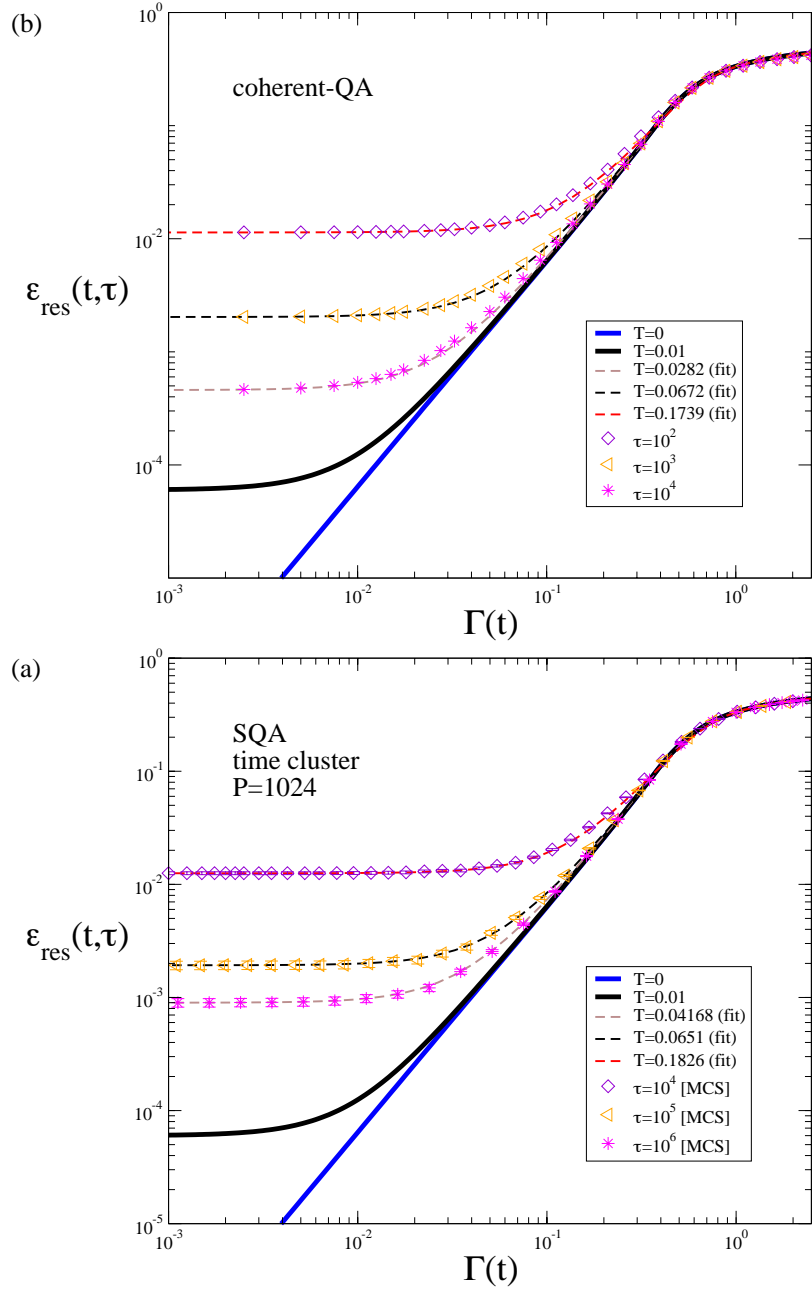 (b)
10^0
10^-2
10^-4
ε_res(t,τ)
coherent-QA
T=0
T=0.01
T=0.0282 (fit)
T=0.0672 (fit)
T=0.1739 (fit)
τ=10^2
τ=10^3
τ=10^4
10^-3 10^-2 10^-1 10^0
Γ(t)
(a)
10^0
10^-1
10^-2
10^-3
10^-4
10^-5
ε_res(t,τ)
SQA
time cluster
P=1024
T=0
T=0.01
T=0.04168 (fit)
T=0.0651 (fit)
T=0.1826 (fit)
τ=10^4 [MCS]
τ=10^5 [MCS]
τ=10^6 [MCS]
10^-3 10^-2 10^-1 10^0
Γ(t)